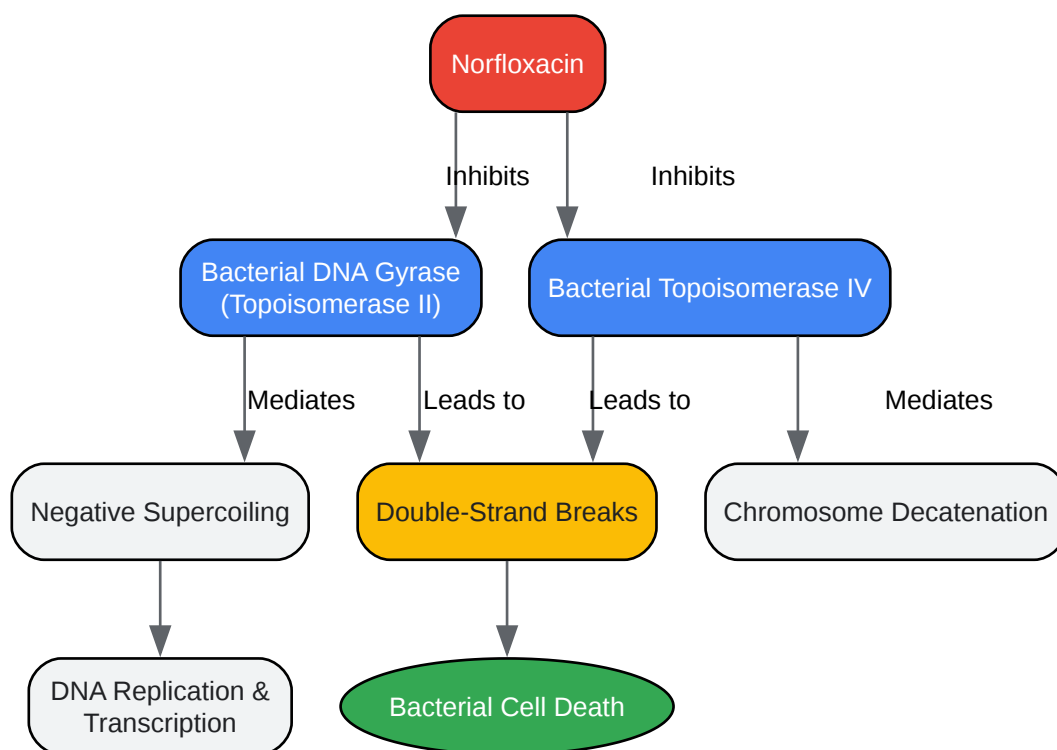 Norfloxacin
Inhibits
Inhibits
Bacterial DNA Gyrase
(Topoisomerase II)
Bacterial Topoisomerase IV
Mediates
Leads to
Leads to
Mediates
Negative Supercoiling
Double-Strand Breaks
Chromosome Decatenation
DNA Replication &
Transcription
Bacterial Cell Death